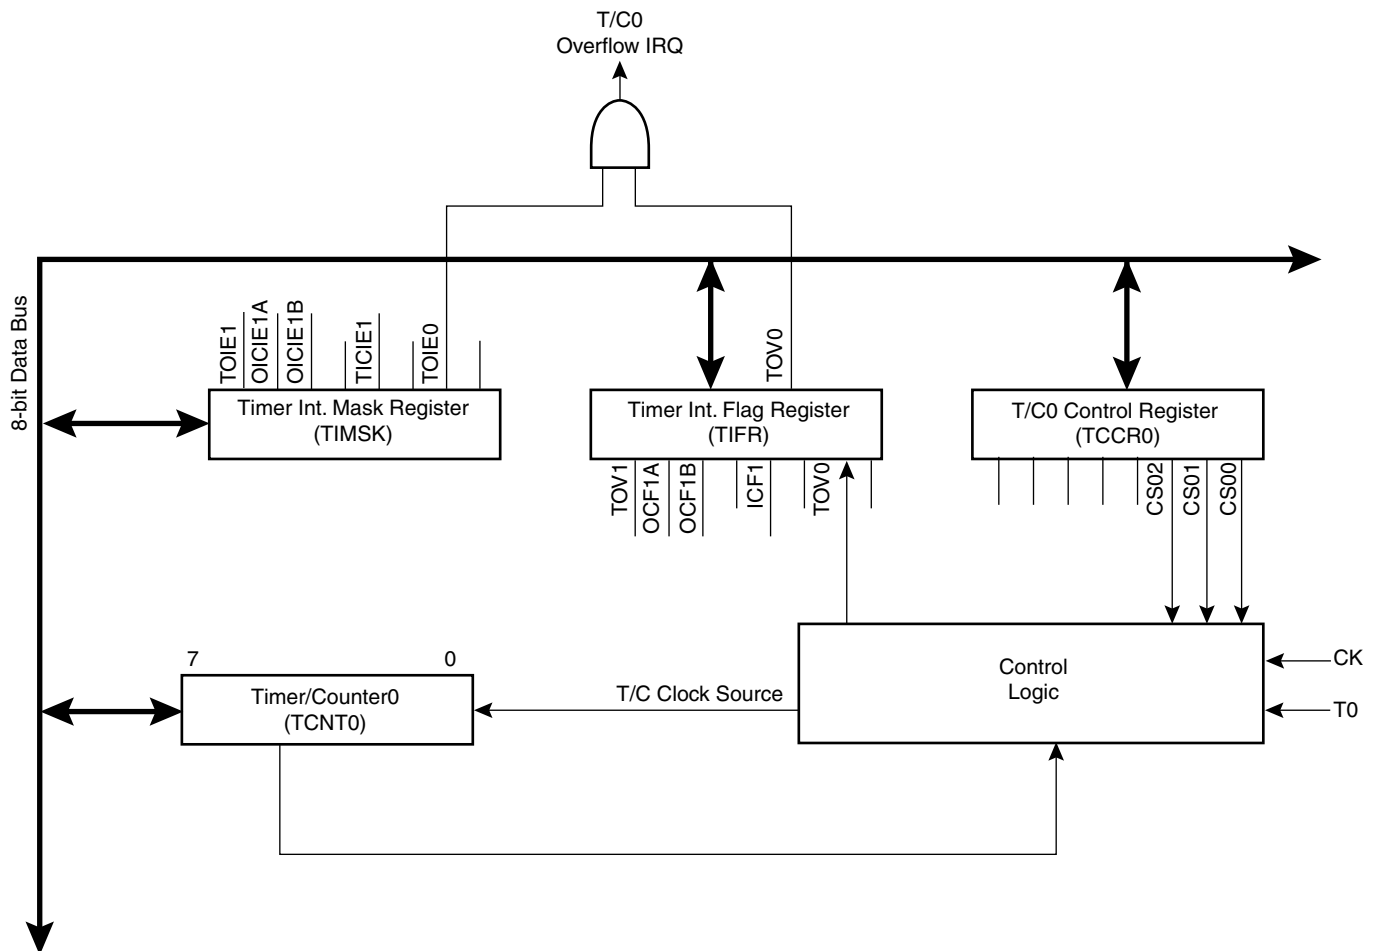 T/C0
Overflow IRQ
8-bit Data Bus
TOIE1
OICIE1A
OICIE1B
TICIE1
TOIE0
TOV0
Timer Int. Mask Register
(TIMSK)
Timer Int. Flag Register
(TIFR)
T/C0 Control Register
(TCCR0)
TOV1
OCF1A
OCF1B
ICF1
TOV0
CS02
CS01
CS00
7
0
Timer/Counter0
(TCNT0)
T/C Clock Source
Control
Logic
CK
T0